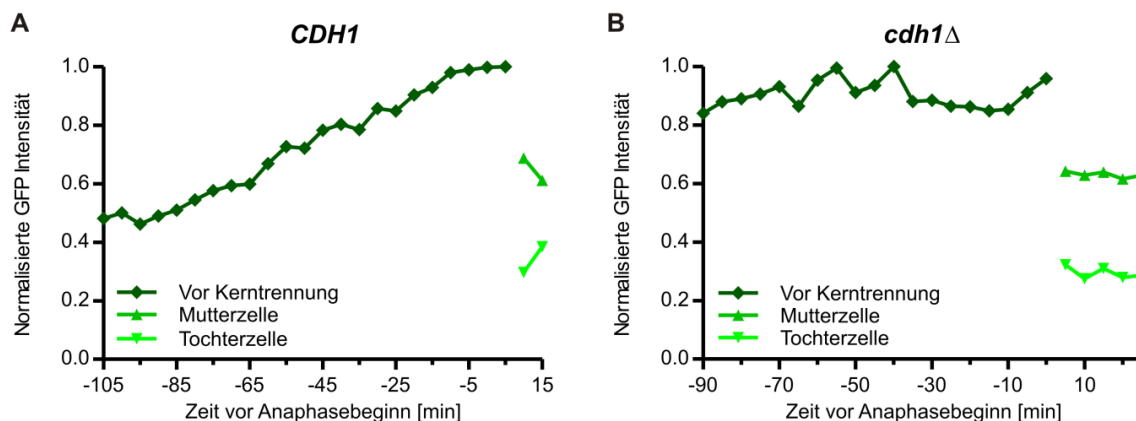 A
CDH1
Normalisierte GFP Intensität
1.0
0.8
0.6
0.4
0.2
0.0
Vor Kerntrennung
Mutterzelle
Tochterzelle
-105 -85 -65 -45 -25 -5 15
Zeit vor Anaphasebeginn [min]
B
cdh1Δ
Normalisierte GFP Intensität
1.0
0.8
0.6
0.4
0.2
0.0
Vor Kerntrennung
Mutterzelle
Tochterzelle
-90 -70 -50 -30 -10 10
Zeit vor Anaphasebeginn [min]